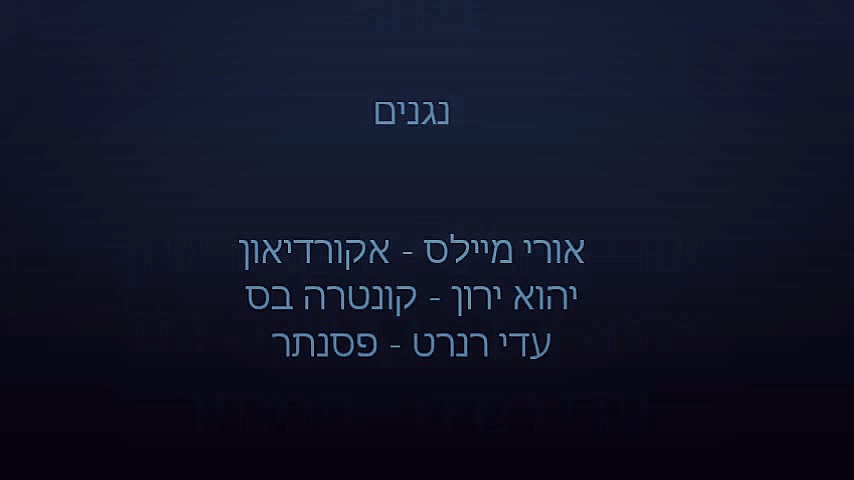 נגנים
אורי מיילס - אקורדיאון
יהוא ירון - קונטרה בס
עדי רנרט - פסנתר